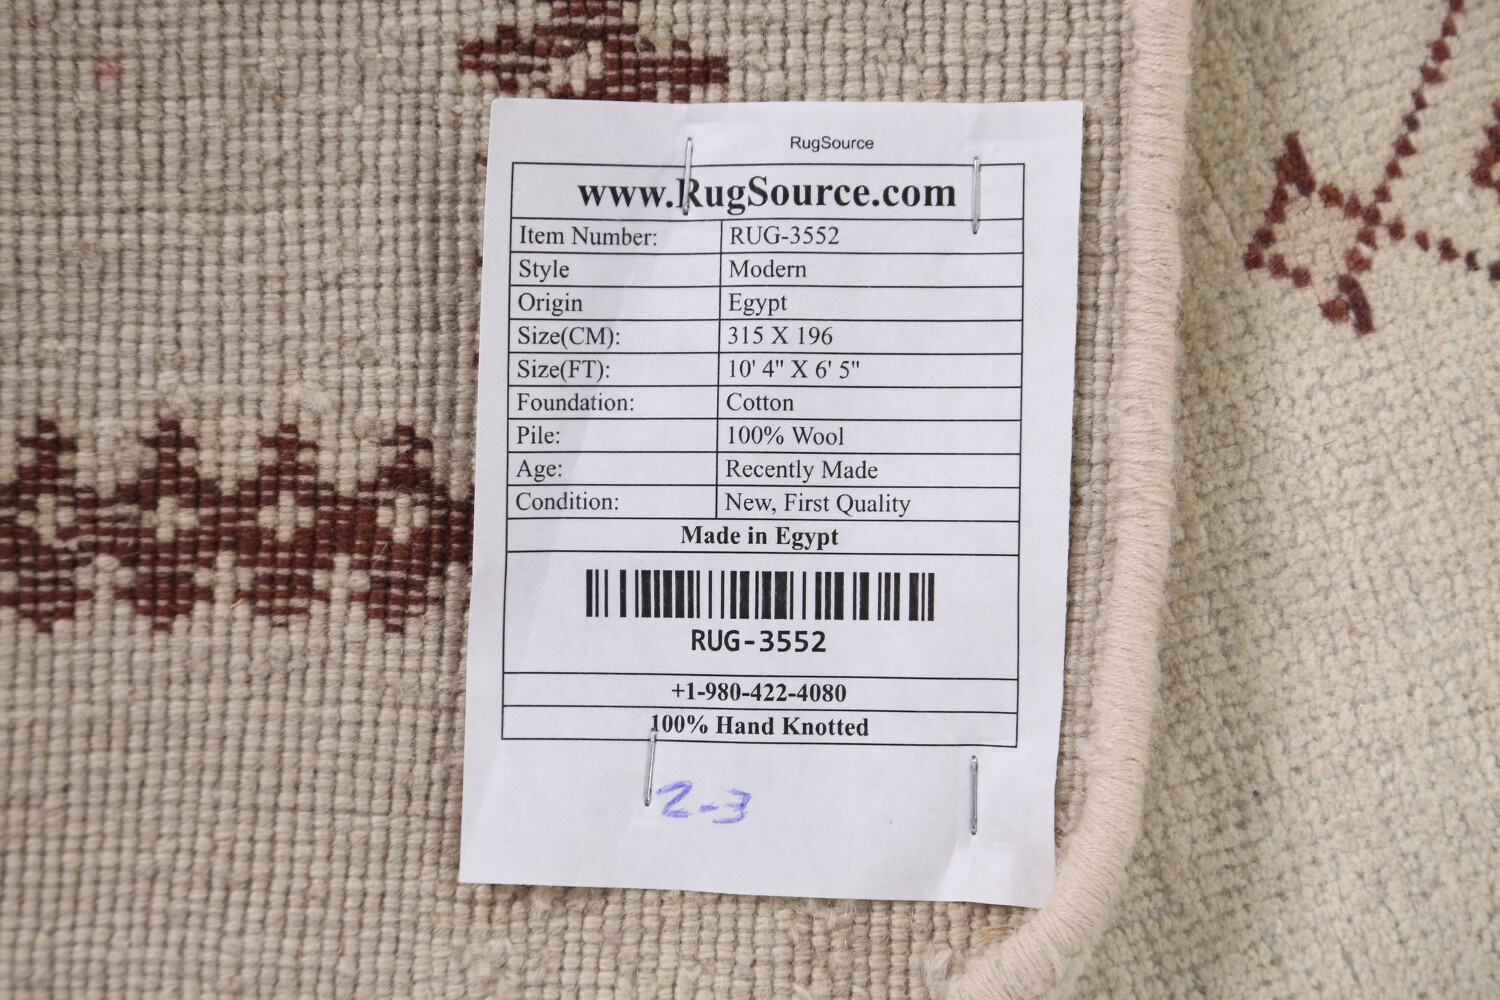 RugSource
www.RugSource.com
Item Number: RUG-3552
Style Modern
Origin Egypt
Size(CM): 315 X 196
Size(FT): 10' 4" X 6' 5"
Foundation: Cotton
Pile: 100% Wool
Age: Recently Made
Condition: New, First Quality
Made in Egypt
RUG-3552
+1-980-422-4080
100% Hand Knotted
2-3